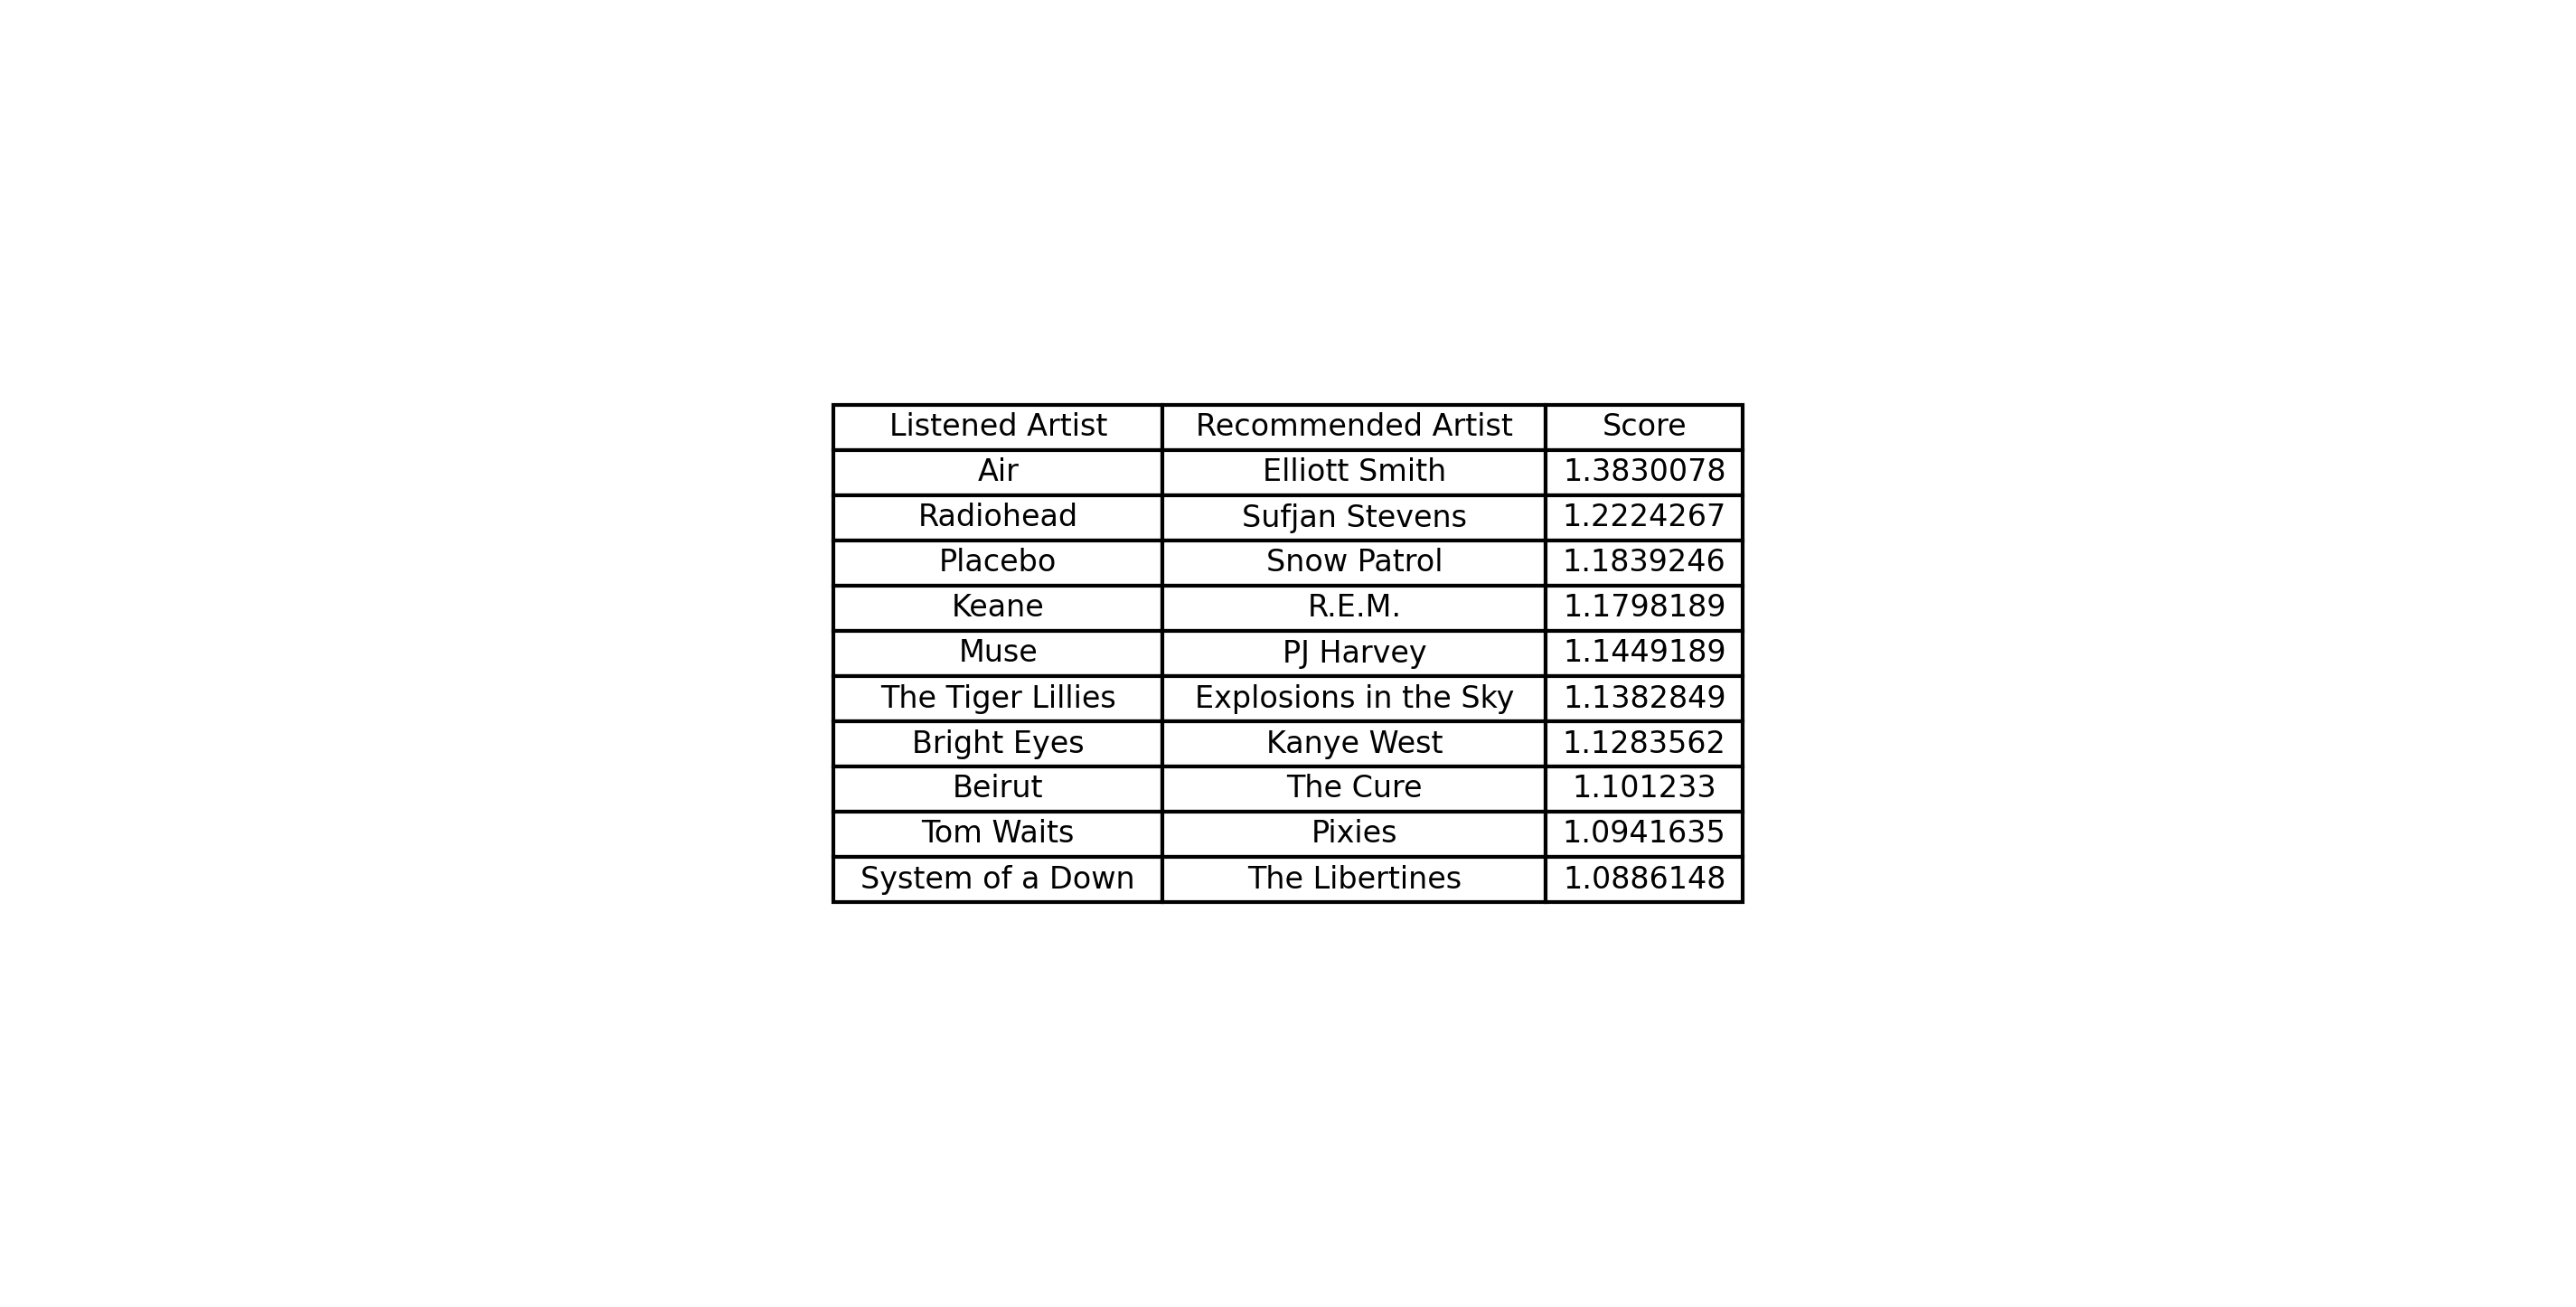 Listened Artist Recommended Artist Score
Air Elliott Smith 1.3830078
Radiohead Sufjan Stevens 1.2224267
Placebo Snow Patrol 1.1839246
Keane R.E.M. 1.1798189
Muse PJ Harvey 1.1449189
The Tiger Lillies Explosions in the Sky 1.1382849
Bright Eyes Kanye West 1.1283562
Beirut The Cure 1.101233
Tom Waits Pixies 1.0941635
System of a Down The Libertines 1.0886148